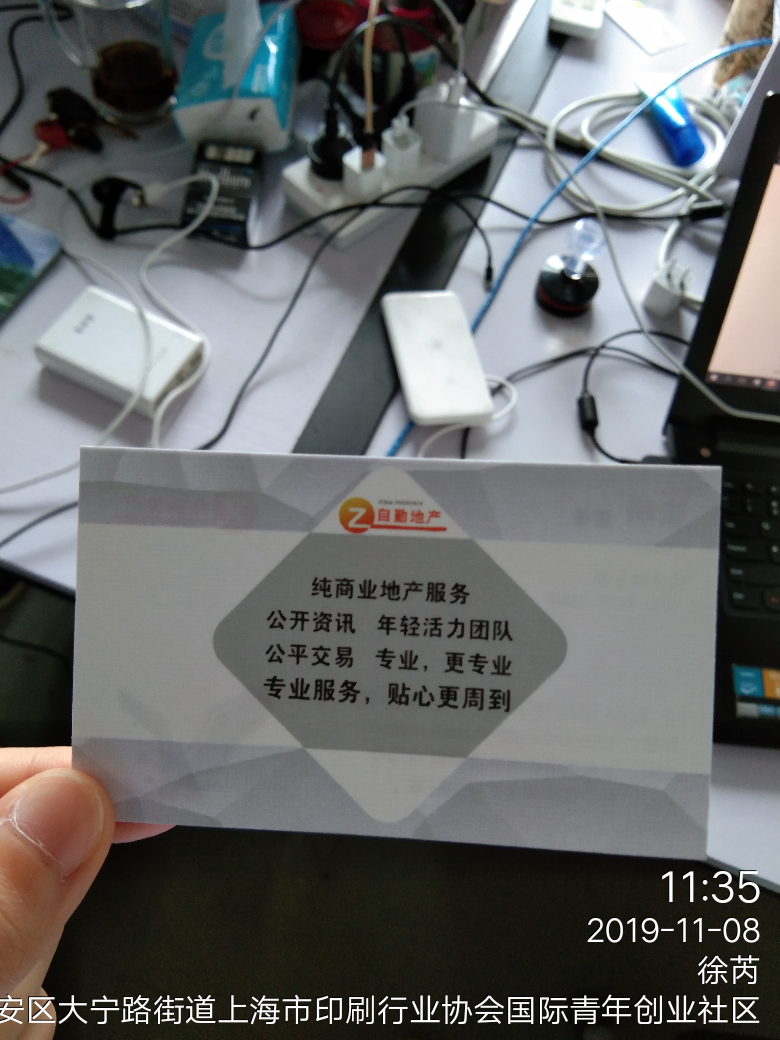 自勤地产
纯商业地产服务
公开资讯 年轻活力团队
公平交易 专业，更专业
专业服务，贴心更周到
11:35
2019-11-08
徐芮
安区大宁路街道上海市印刷行业协会国际青年创业社区